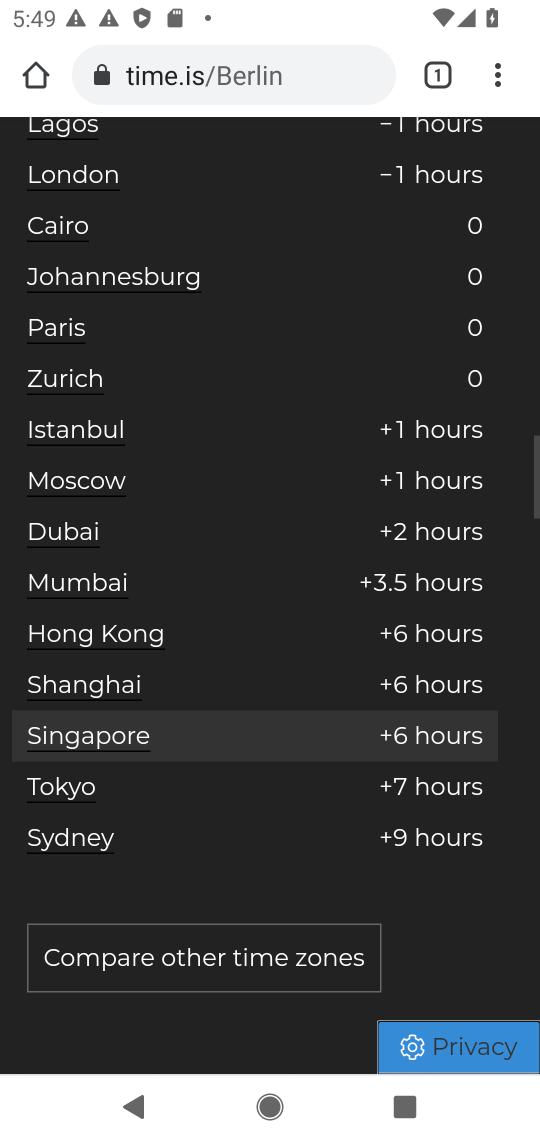 5:49
time.is/Berlin
1
Lagos −1 hours
London −1 hours
Cairo 0
Johannesburg 0
Paris 0
Zurich 0
Istanbul +1 hours
Moscow +1 hours
Dubai +2 hours
Mumbai +3.5 hours
Hong Kong +6 hours
Shanghai +6 hours
Singapore +6 hours
Tokyo +7 hours
Sydney +9 hours
Compare other time zones
Privacy